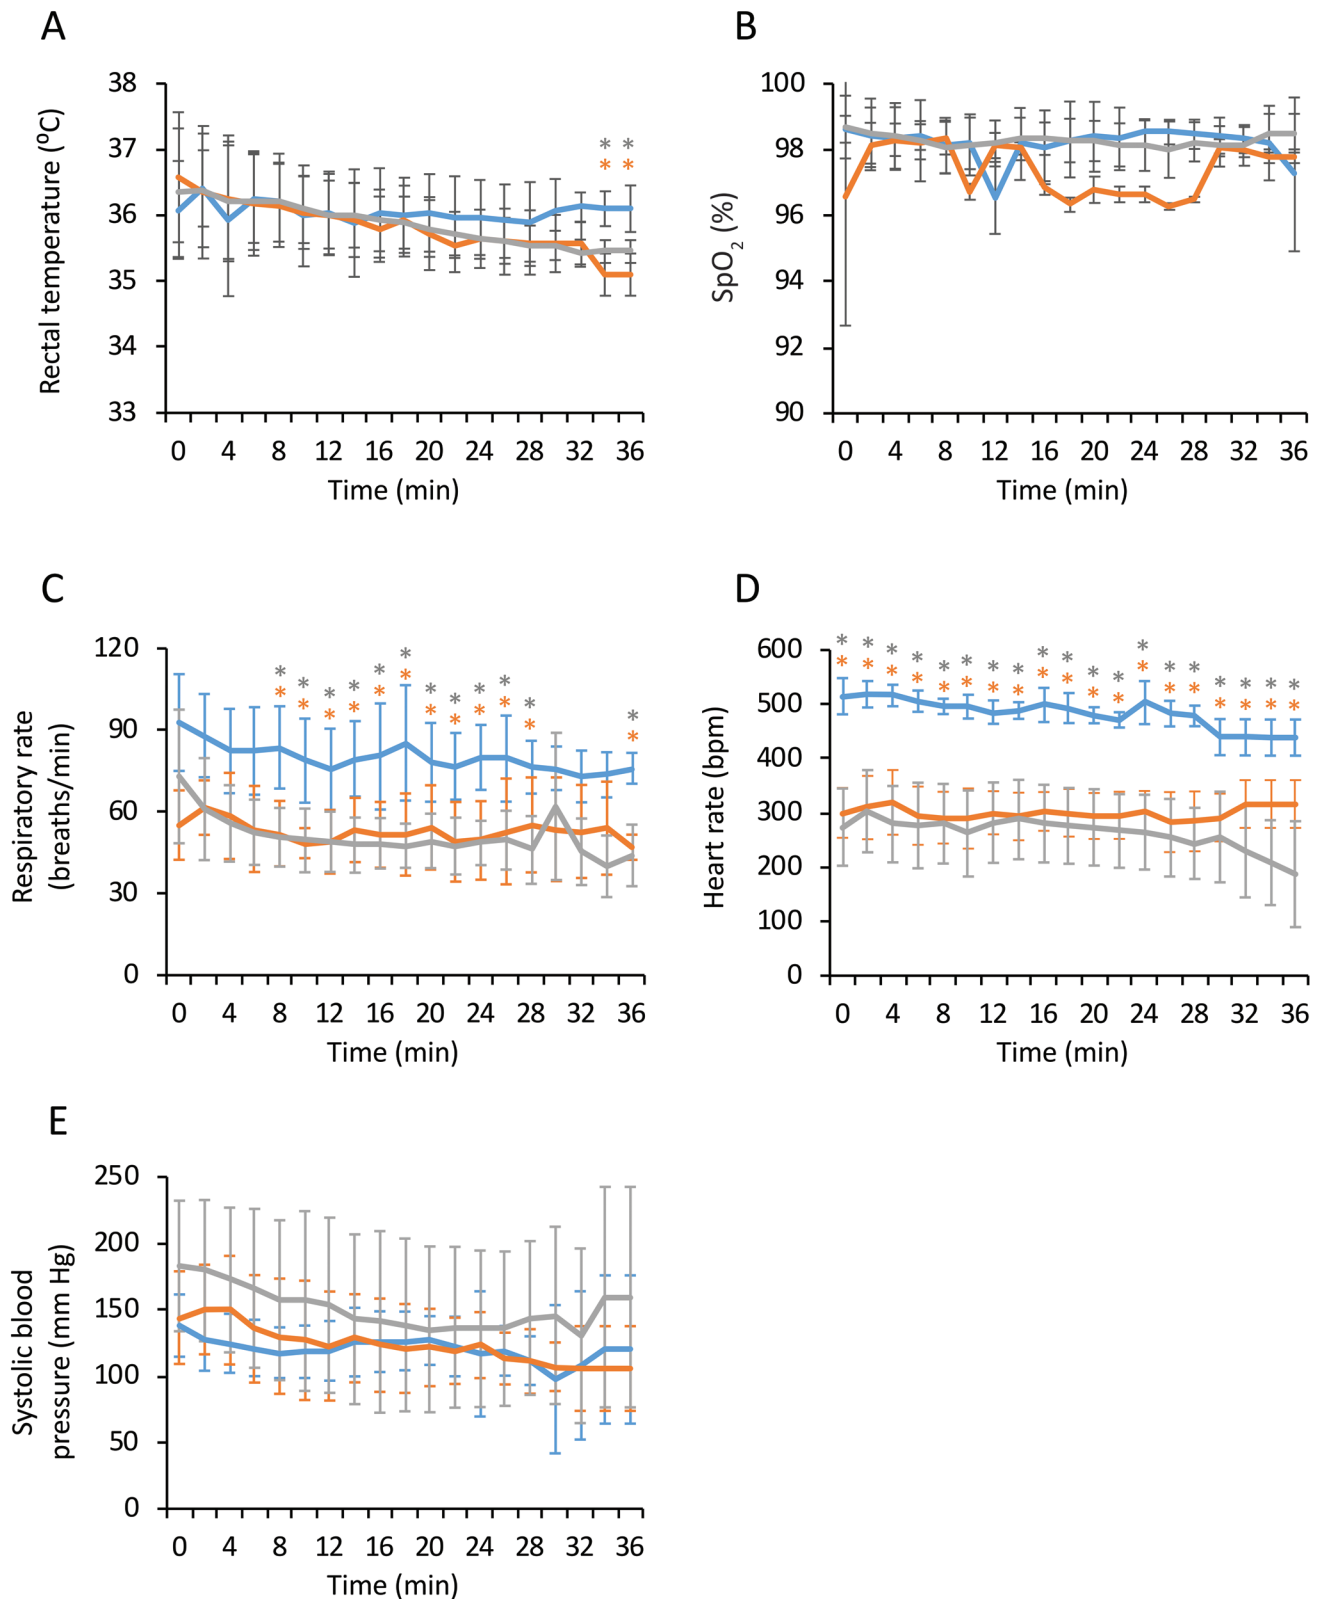 A
38
37
36
35
34
33
Rectal temperature (⁰C)
0 4 8 12 16 20 24 28 32 36
Time (min)
* *
* *
B
100
98
96
94
92
90
SpO₂ (%)
0 4 8 12 16 20 24 28 32 36
Time (min)
C
120
90
60
30
0
Respiratory rate
(breaths/min)
0 4 8 12 16 20 24 28 32 36
Time (min)
* * * * * * * * * * * *
* * * * * * * * * * * *
D
600
500
400
300
200
100
0
Heart rate (bpm)
0 4 8 12 16 20 24 28 32 36
Time (min)
* * * * * * * * * * * * * * * * * * *
* * * * * * * * * * * * * * * * * * *
E
250
200
150
100
50
0
Systolic blood
pressure (mm Hg)
0 4 8 12 16 20 24 28 32 36
Time (min)